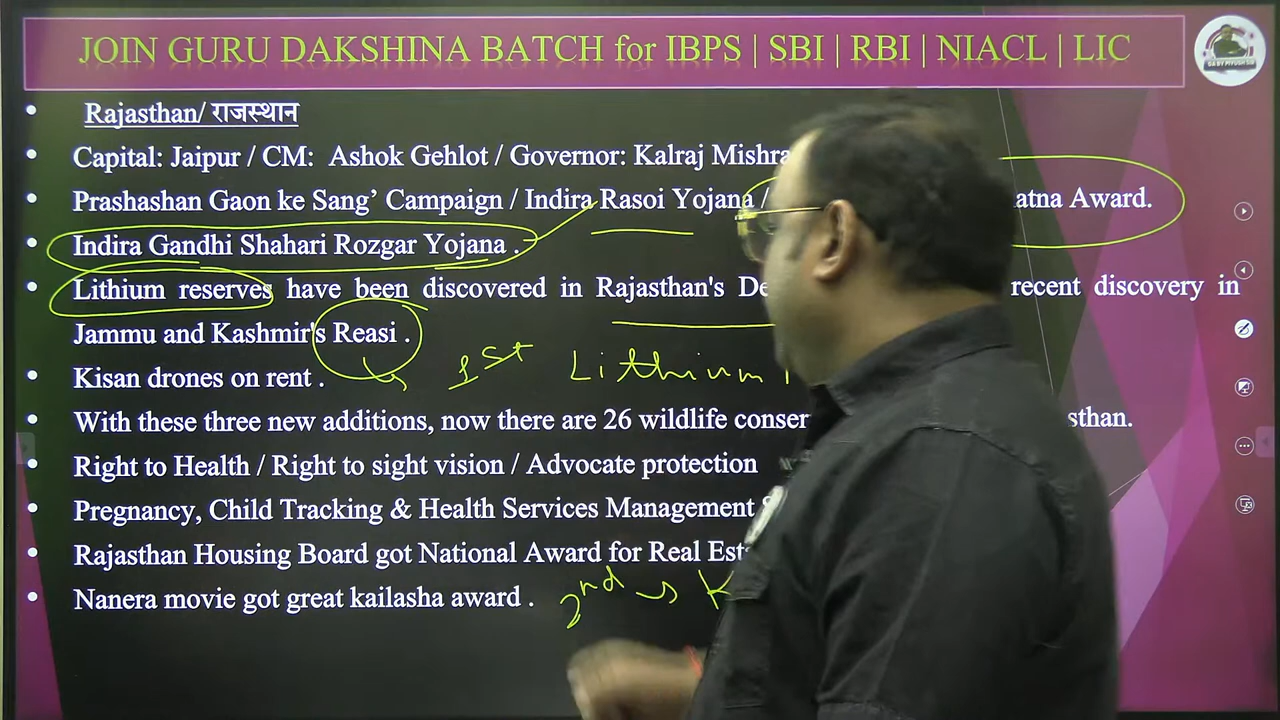 JOIN GURU DAKSHINA BATCH for IBPS | SBI | RBI | NIACL | LIC
GA BY PIYUSH SIR
Rajasthan/ राजस्थान
Capital: Jaipur / CM: Ashok Gehlot / Governor: Kalraj Mishra
Prashashan Gaon ke Sang’ Campaign / Indira Rasoi Yojana / atna Award.
Indira Gandhi Shahari Rozgar Yojana .
Lithium reserves have been discovered in Rajasthan's De recent discovery in
Jammu and Kashmir's Reasi .
1st Lithium
Kisan drones on rent .
With these three new additions, now there are 26 wildlife conser sthan.
Right to Health / Right to sight vision / Advocate protection
Pregnancy, Child Tracking & Health Services Management
Rajasthan Housing Board got National Award for Real Est
Nanera movie got great kailasha award .
2nd K